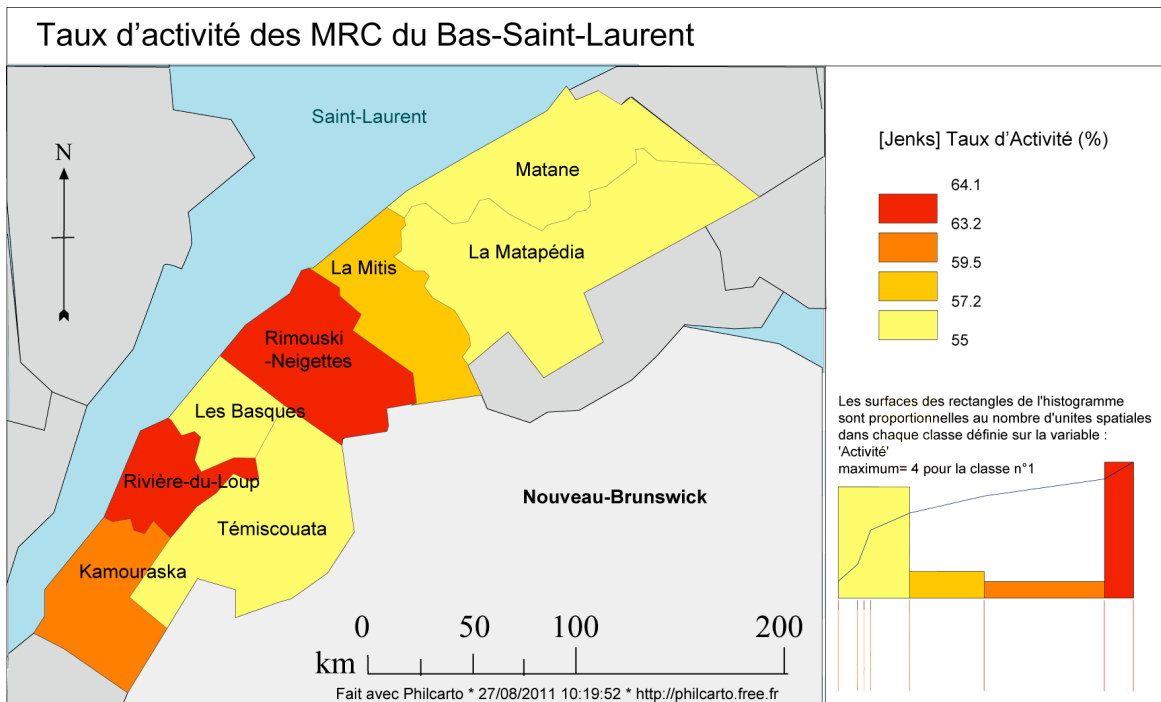 Taux d'activité des MRC du Bas-Saint-Laurent
Saint-Laurent
N
Matane
La Matapédia
La Mitis
Rimouski
-Neigettes
Les Basques
Rivière-du-Loup
Témiscouata
Kamouraska
Nouveau-Brunswick
0 50 100 200
km
Fait avec Philcarto * 27/08/2011 10:19:52 * http://philcarto.free.fr
[Jenks] Taux d'Activité (%)
64.1
63.2
59.5
57.2
55
Les surfaces des rectangles de l'histogramme
sont proportionnelles au nombre d'unites spatiales
dans chaque classe définie sur la variable :
'Activité'
maximum= 4 pour la classe n°1